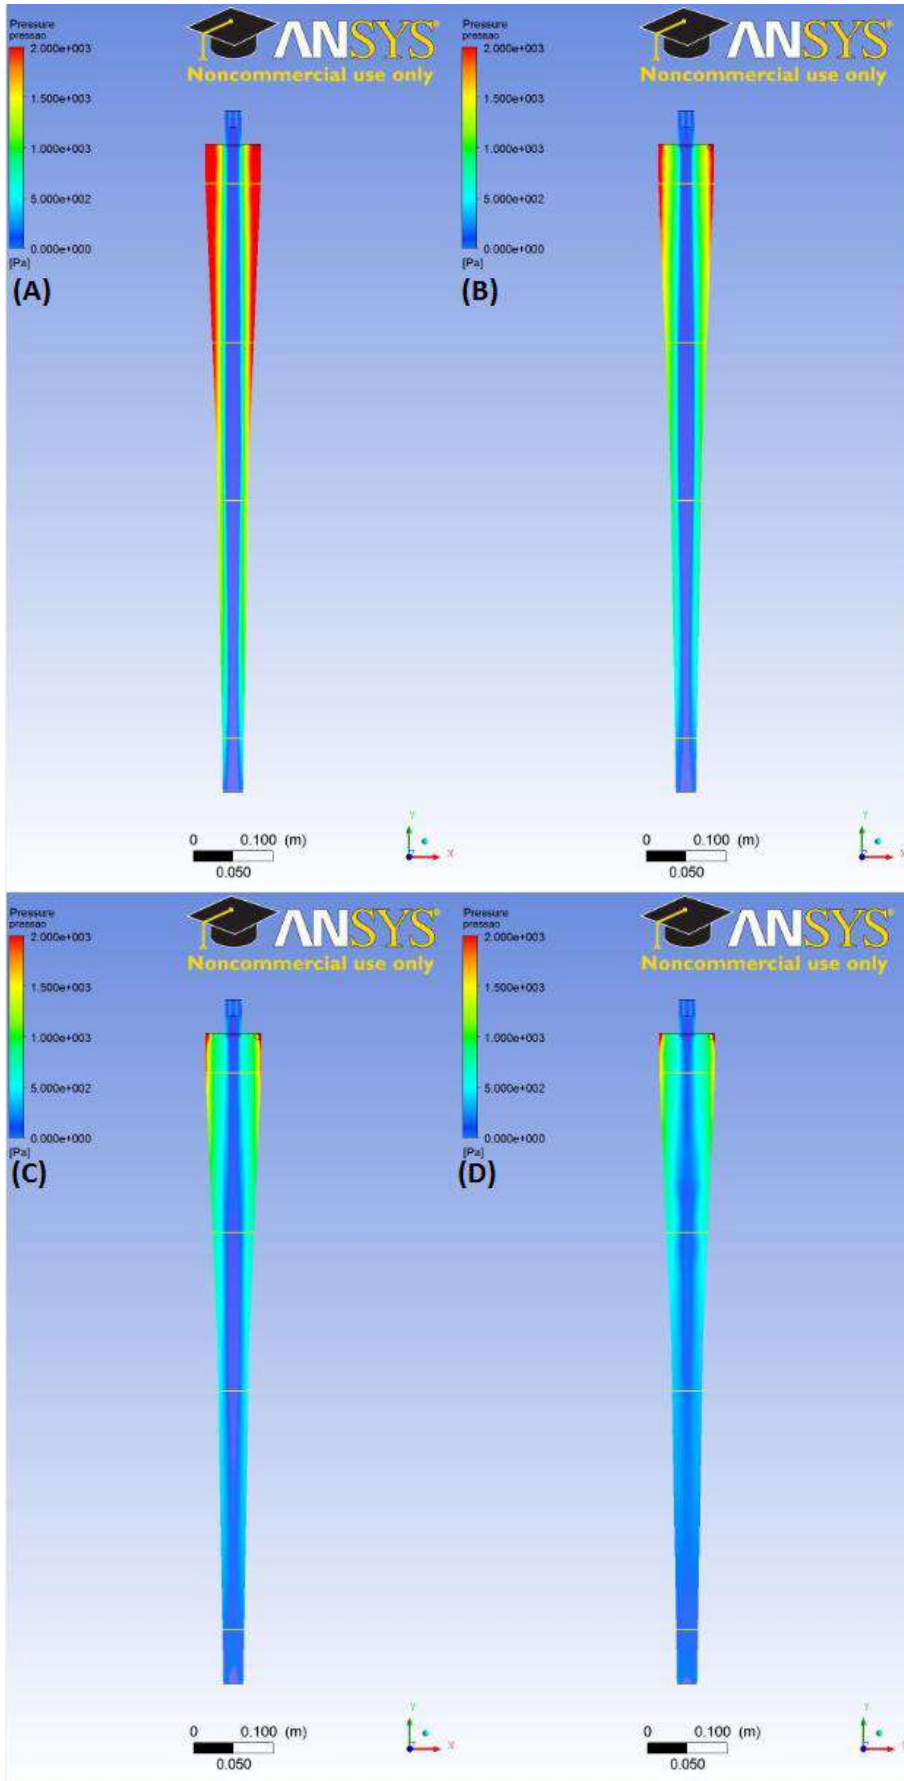 Pressure
pressao
2.000e+003
1.500e+003
1.000e+003
5.000e+002
0.000e+000
[Pa]
(A)
ANSYS®
Noncommercial use only
0 0.100 (m)
0.050
Y
X
Pressure
pressao
2.000e+003
1.500e+003
1.000e+003
5.000e+002
0.000e+000
[Pa]
(B)
ANSYS®
Noncommercial use only
0 0.100 (m)
0.050
Y
Pressure
pressao
2.000e+003
1.500e+003
1.000e+003
5.000e+002
0.000e+000
[Pa]
(C)
ANSYS®
Noncommercial use only
0 0.100 (m)
0.050
Y
X
Pressure
pressao
2.000e+003
1.500e+003
1.000e+003
5.000e+002
0.000e+000
[Pa]
(D)
ANSYS®
Noncommercial use only
0 0.100 (m)
0.050
Y